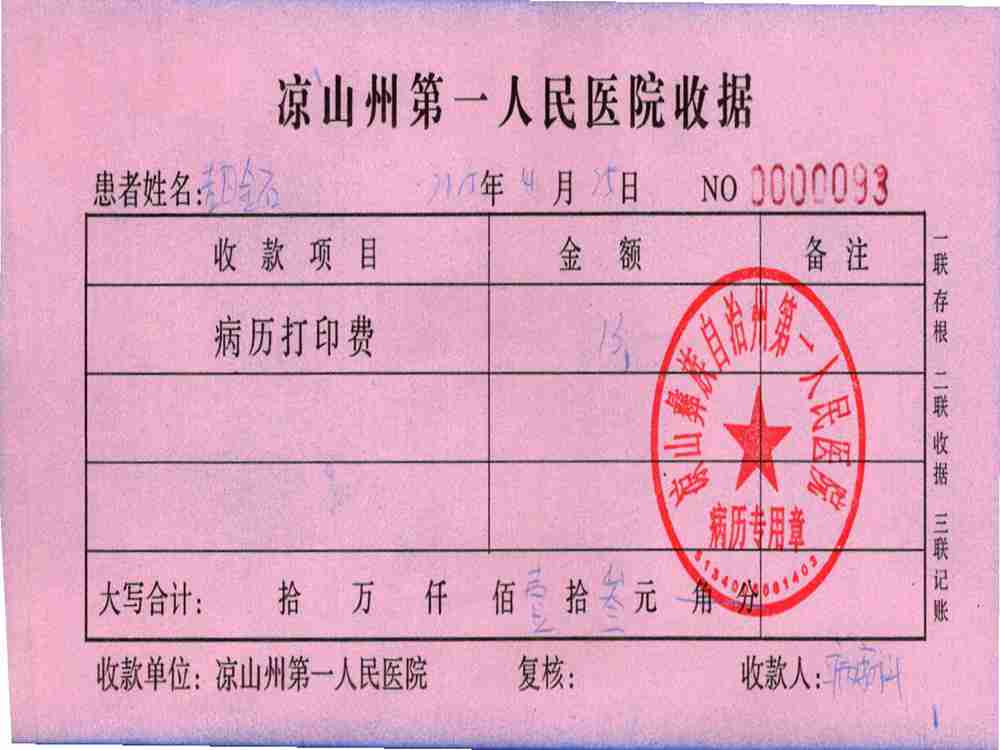 凉山州第一人民医院收据
患者姓名: 年 4 月 25 日 NO 0000093
收款项目 金额 备注
病历打印费 13
大写合计: 拾 万 仟 佰 壹 拾 叁 元 角 分
收款单位: 凉山州第一人民医院 复核: 收款人: 病案科
一联存根 二联收据 三联记账
凉山彝族自治州第一人民医院
病历专用章